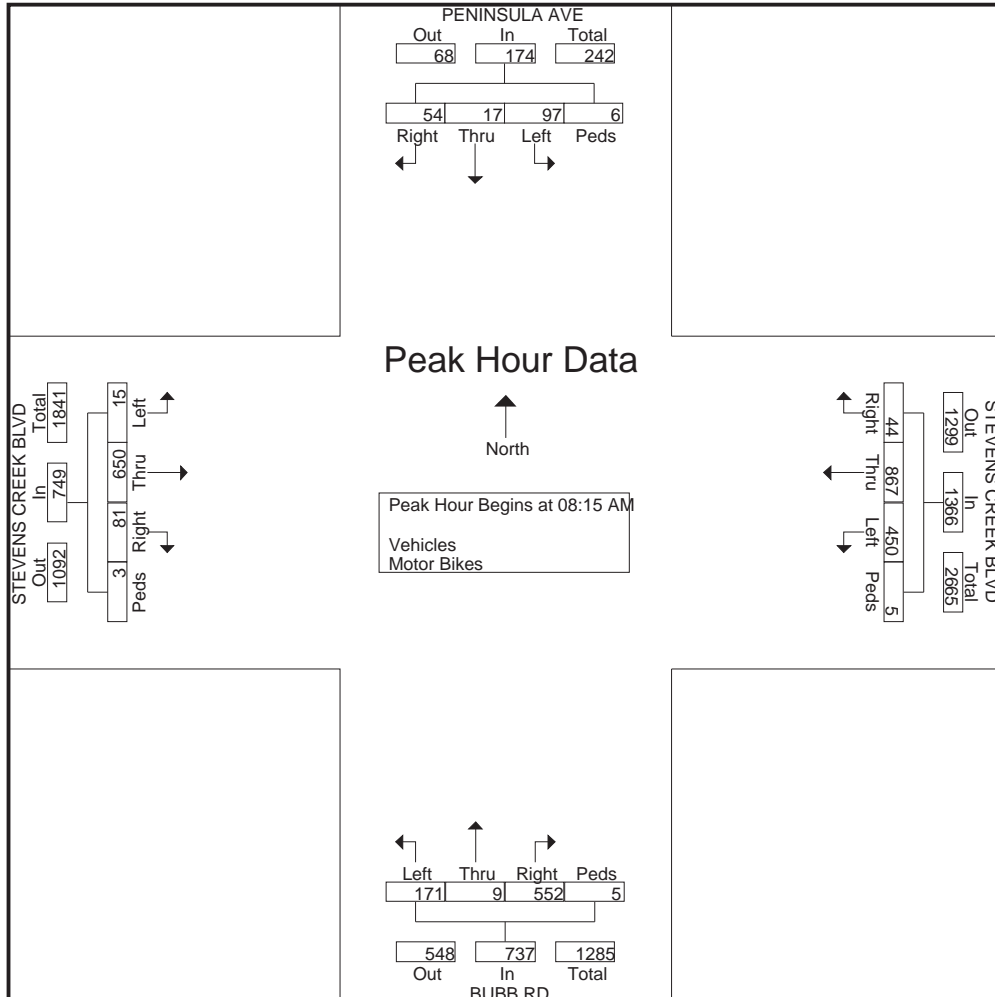 PENINSULA AVE
Out In Total
68 174 242
54 17 97 6
Right Thru Left Peds
Peak Hour Data
North
Peak Hour Begins at 08:15 AM
Vehicles
Motor Bikes
STEVENS CREEK BLVD
Total In Out
1841 749 1092
15 650 81 3
Left Thru Right Peds
STEVENS CREEK BLVD
Out In Total
1299 1366 2665
44 867 450 5
Right Thru Left Peds
Left Thru Right Peds
171 9 552 5
548 737 1285
Out In Total
BUBB RD